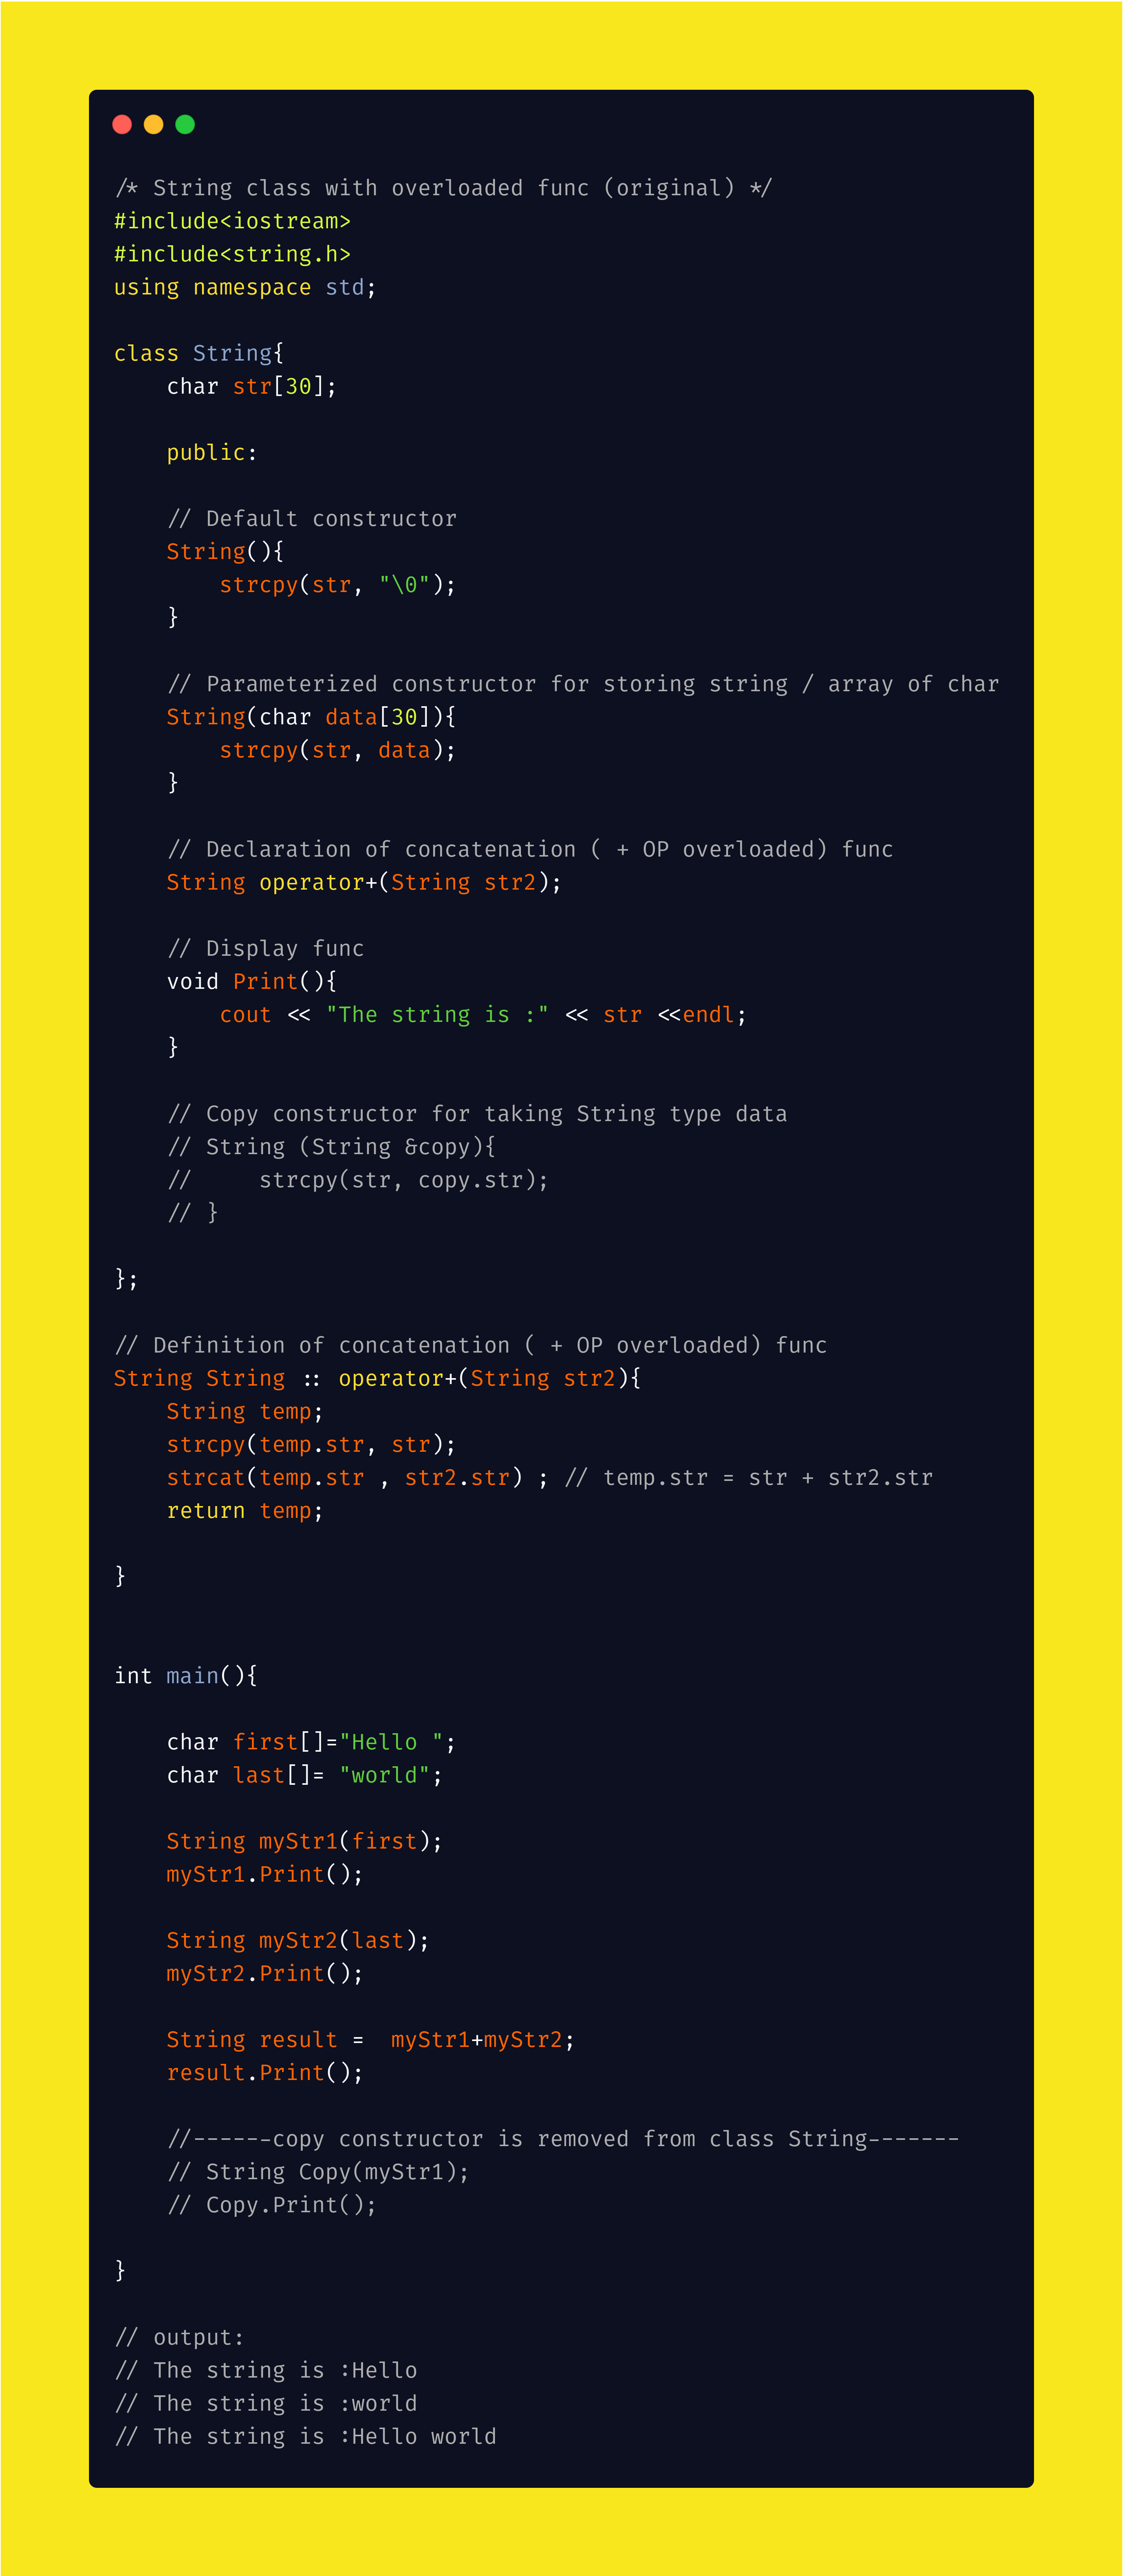 /* String class with overloaded func (original) */
#include<iostream>
#include<string.h>
using namespace std;

class String{
    char str[30];

    public:

    // Default constructor
    String(){
        strcpy(str, "\0");
    }

    // Parameterized constructor for storing string / array of char
    String(char data[30]){
        strcpy(str, data);
    }

    // Declaration of concatenation ( + OP overloaded) func
    String operator+(String str2);

    // Display func
    void Print(){
        cout << "The string is :" << str <<endl;
    }

    // Copy constructor for taking String type data
    // String (String &copy){
    //     strcpy(str, copy.str);
    // }

};

// Definition of concatenation ( + OP overloaded) func
String String :: operator+(String str2){
    String temp;
    strcpy(temp.str, str);
    strcat(temp.str , str2.str) ; // temp.str = str + str2.str
    return temp;

}


int main(){

    char first[]="Hello ";
    char last[]= "world";

    String myStr1(first);
    myStr1.Print();

    String myStr2(last);
    myStr2.Print();

    String result =  myStr1+myStr2;
    result.Print();

    //------copy constructor is removed from class String-------
    // String Copy(myStr1);
    // Copy.Print();

}

// output:
// The string is :Hello
// The string is :world
// The string is :Hello world